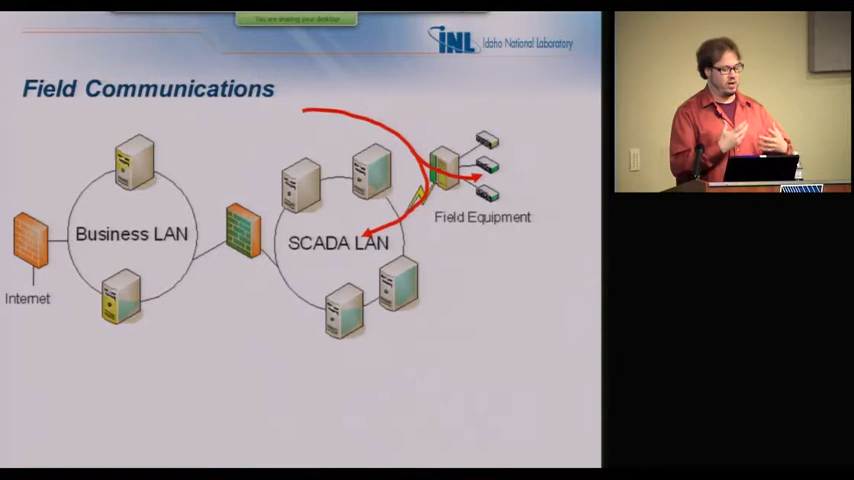 You are sharing your desktop
INL Idaho National Laboratory
Field Communications
Business LAN
SCADA LAN
Field Equipment
Internet